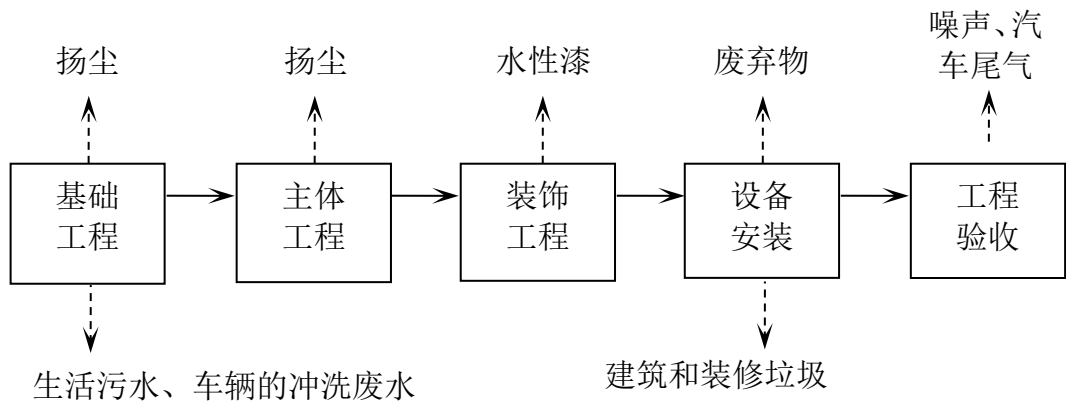 噪声、汽
车尾气
扬尘
扬尘
水性漆
废弃物
基础
工程
主体
工程
装饰
工程
设备
安装
工程
验收
生活污水、车辆的冲洗废水
建筑和装修垃圾